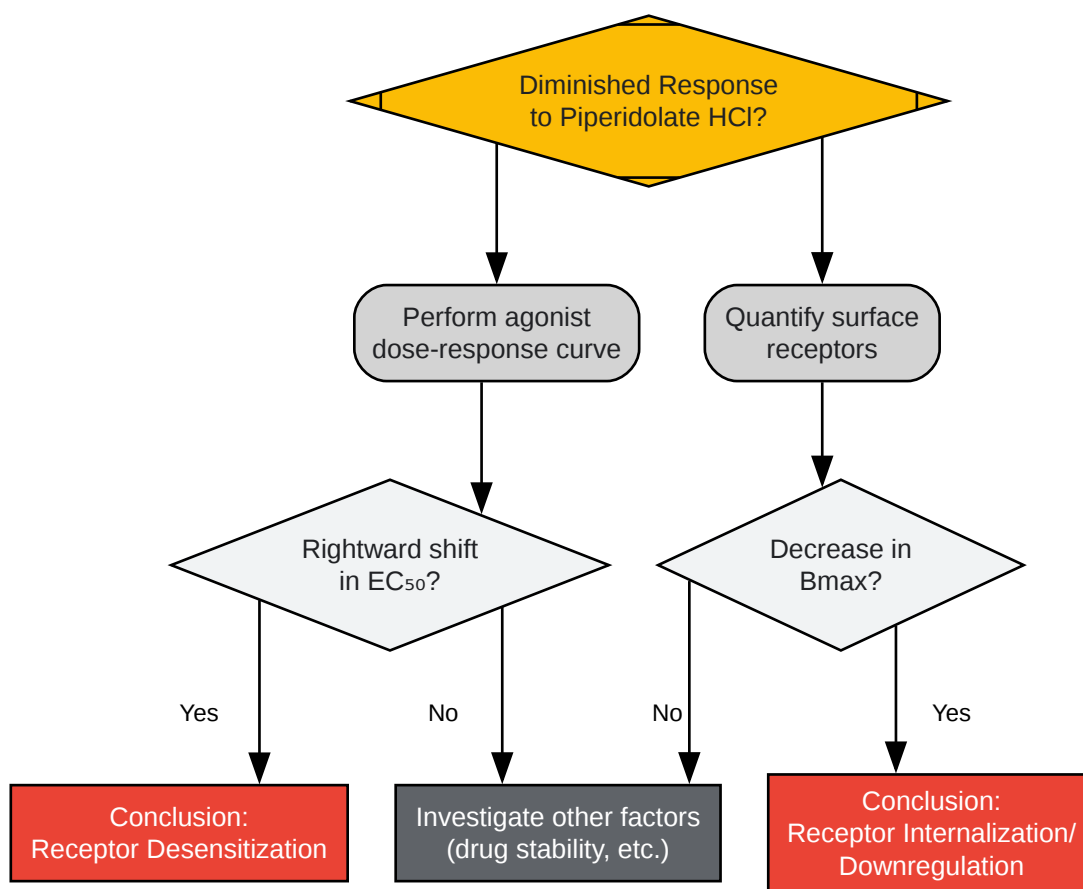 Diminished Response
to Piperidolate HCl?
Perform agonist
dose-response curve
Quantify surface
receptors
Rightward shift
in EC₅₀?
Decrease in
Bmax?
Yes
No
No
Yes
Conclusion:
Receptor Desensitization
Investigate other factors
(drug stability, etc.)
Conclusion:
Receptor Internalization/
Downregulation